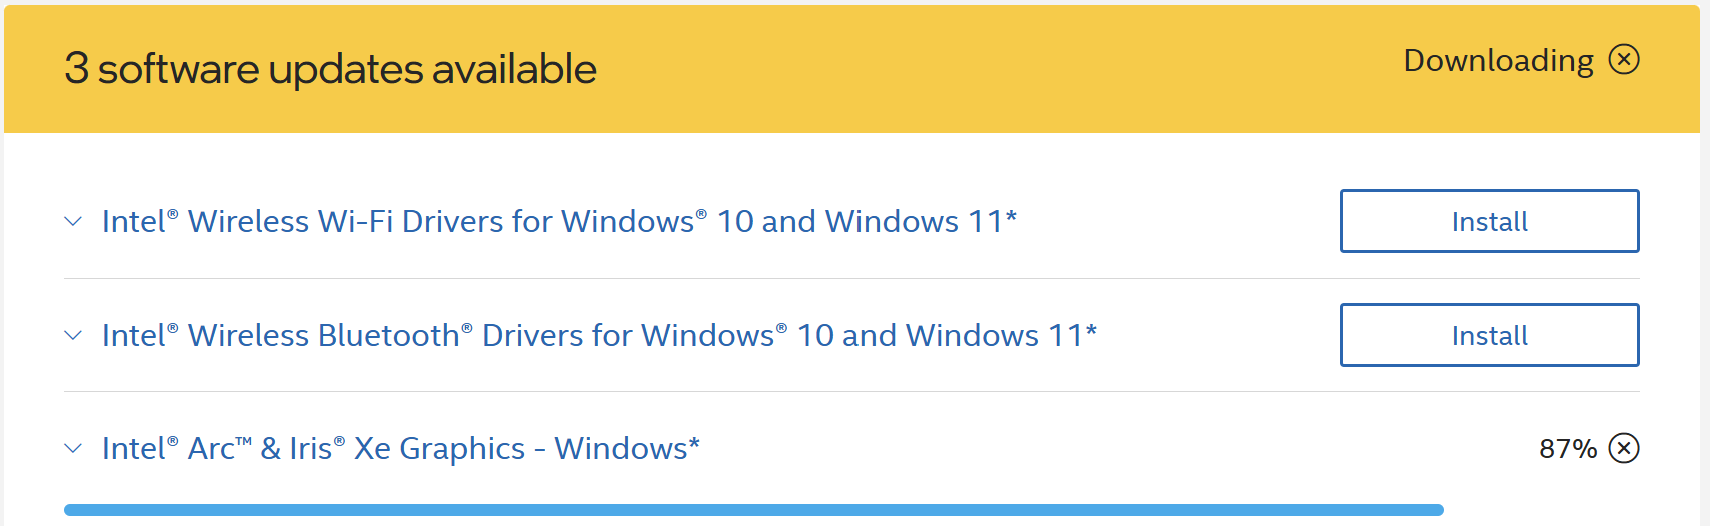 3 software updates available
Downloading
Intel® Wireless Wi-Fi Drivers for Windows® 10 and Windows 11*
Install
Intel® Wireless Bluetooth® Drivers for Windows® 10 and Windows 11*
Install
Intel® Arc™ & Iris® Xe Graphics - Windows*
87%